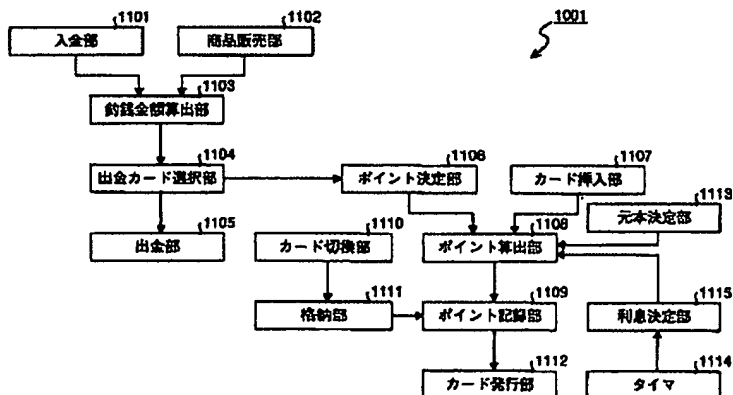 1101
1102
1001
入金部
商品販売部
1103
釣銭金額算出部
1104
1106
1107
出金カード選択部
ポイント決定部
カード挿入部
1113
元本決定部
1105
1110
1108
出金部
カード切換部
ポイント算出部
1111
1109
1115
格納部
ポイント記録部
利息決定部
1112
1114
カード発行部
タイマ